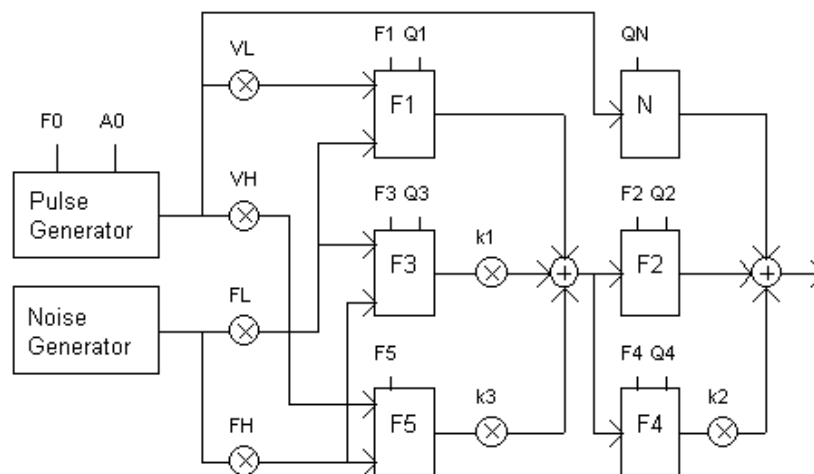 VL
F1 Q1
QN
F0 A0
F1
N
Pulse
Generator
VH
F3 Q3
F2 Q2
k1
F3
F2
Noise
Generator
FL
F5
F4 Q4
k3
k2
FH
F5
F4